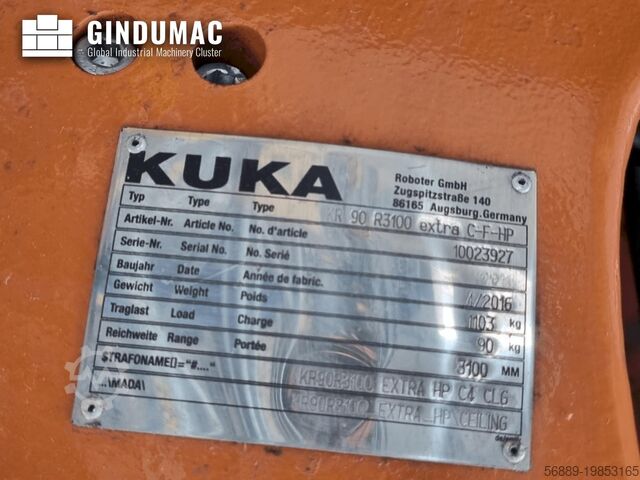 GINDUMAC
Global Industrial Machinery Cluster
KUKA
Roboter GmbH
Zugspitzstraße 140
86165 Augsburg.Germany
Typ Type Type KR 90 R3100 extra C-F-HP
Artikel-Nr. Article No. No. d'article 10023927
Serie-Nr. Serial No. No. Serié
Baujahr Date Année de fabric. 4/2016
Gewicht Weight Poids 1103 kg
Traglast Load Charge 90 kg
Reichweite Range Portée 3100 MM
$TRAFONAME[]="#...." KR90R3100 EXTRA HP C4 CLG
...\MADA\ KR90R3100 EXTRA HP CEILING
56889-19853165